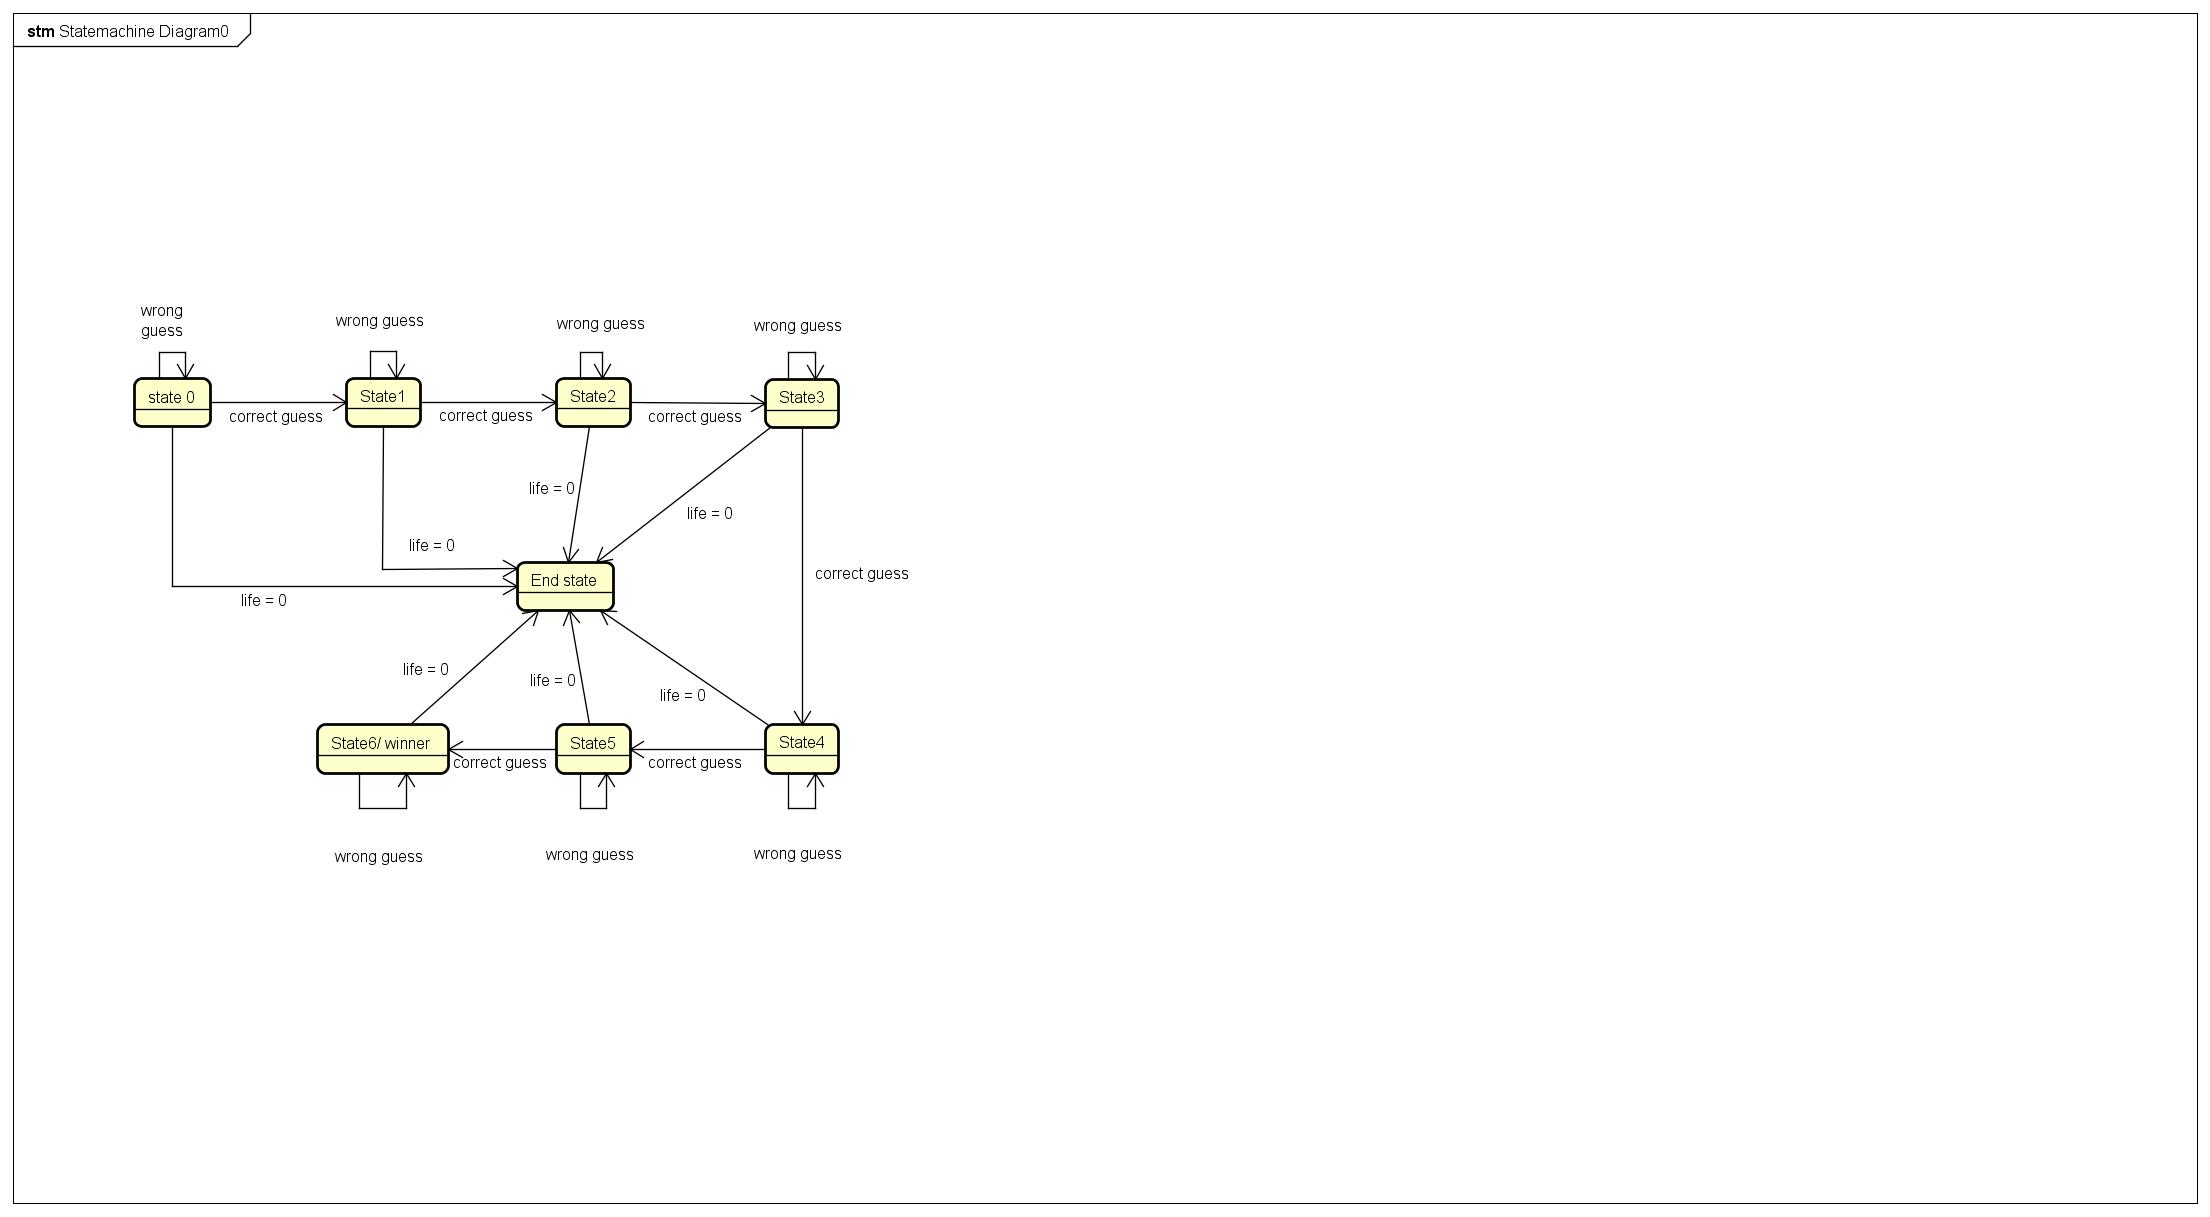 stm Statemachine Diagram0
wrong
guess
wrong guess
wrong guess
wrong guess
state 0
State1
State2
State3
correct guess
correct guess
correct guess
life = 0
life = 0
life = 0
correct guess
End state
life = 0
life = 0
life = 0
life = 0
State6/ winner
State5
State4
correct guess
correct guess
wrong guess
wrong guess
wrong guess